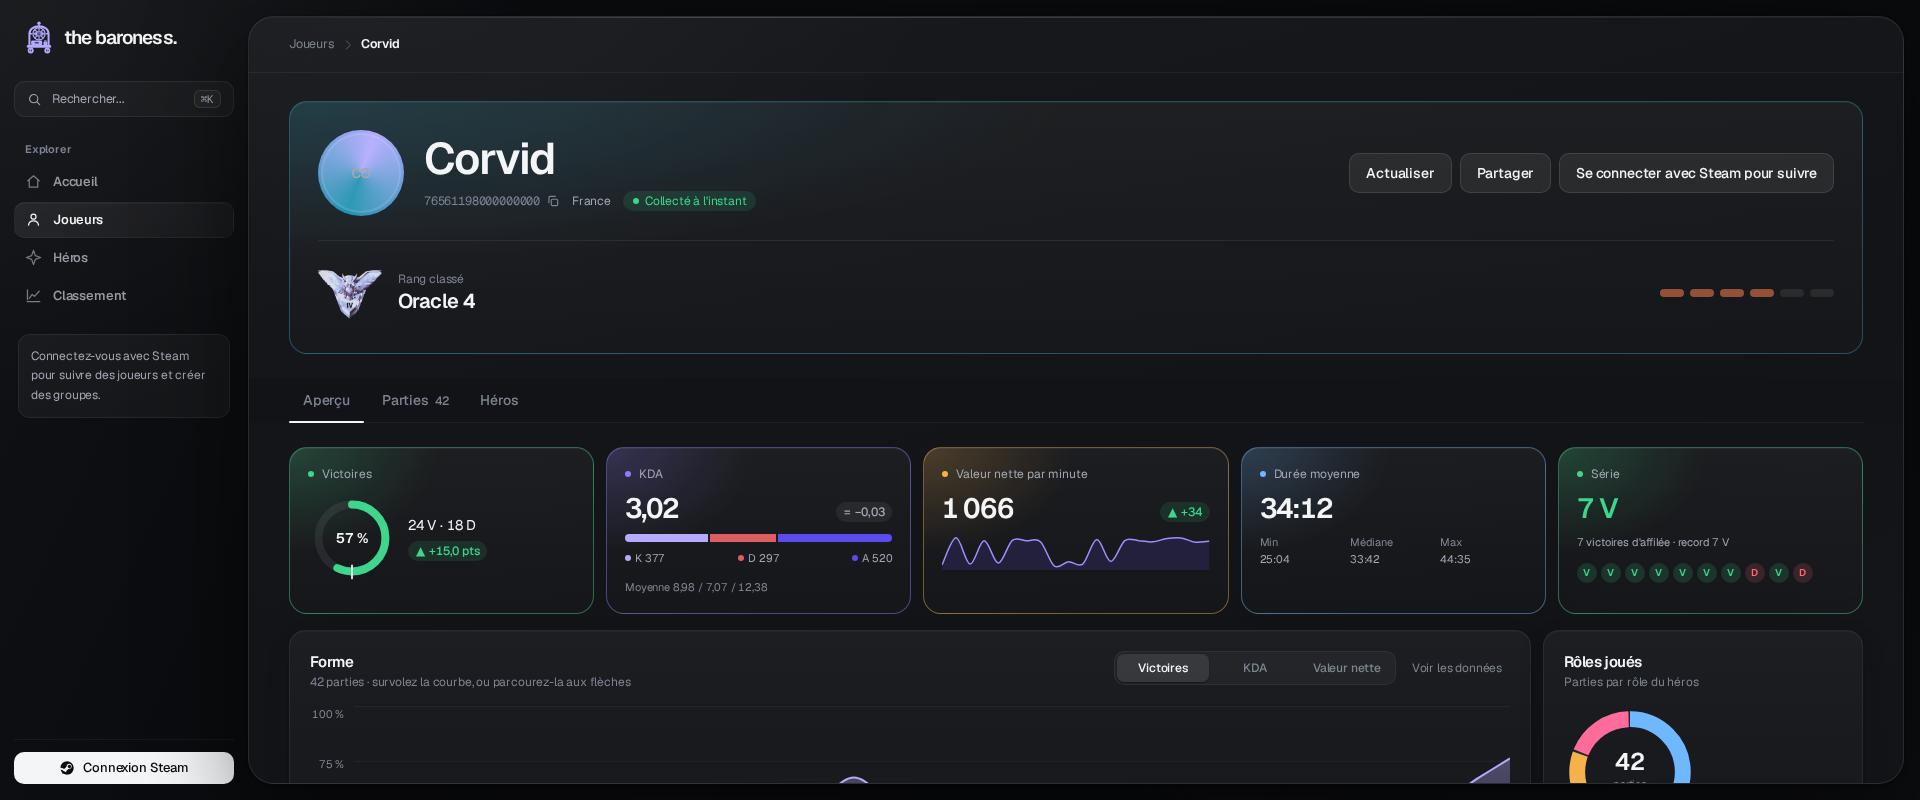 the baroness.
Rechercher...
⌘K
Explorer
Accueil
Joueurs
Héros
Classement
Connectez-vous avec Steam
pour suivre des joueurs et créer
des groupes.
Connexion Steam
Joueurs > Corvid
CO
Corvid
76561198000000000 France Collecté à l'instant
Actualiser
Partager
Se connecter avec Steam pour suivre
IV
Rang classé
Oracle 4
Aperçu
Parties 42
Héros
Victoires
57 %
24 V · 18 D
▲ +15,0 pts
KDA
3,02
= −0,03
K 377
D 297
A 520
Moyenne 8,98 / 7,07 / 12,38
Valeur nette par minute
1 066
▲ +34
Durée moyenne
34:12
Min Médiane Max
25:04 33:42 44:35
Série
7 V
7 victoires d'affilée · record 7 V
V V V V V V V D V D
Forme
42 parties · survolez la courbe, ou parcourez-la aux flèches
Victoires
KDA
Valeur nette
Voir les données
100 %
75 %
Rôles joués
Parties par rôle du héros
42